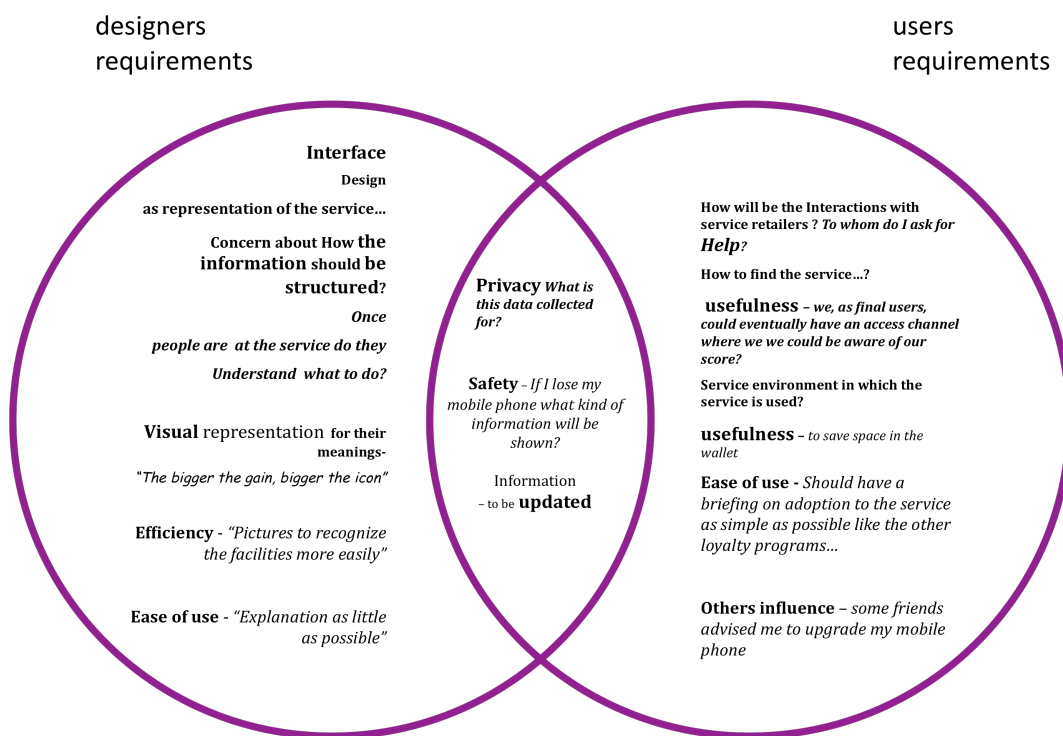 designers
requirements
users
requirements
Interface
Design
as representation of the service…
Concern about How the
information should be
structured?
Once
people are at the service do they
Understand what to do?
Visual representation for their
meanings-
"The bigger the gain, bigger the icon"
Efficiency - “Pictures to recognize
the facilities more easily”
Ease of use - “Explanation as little
as possible”
Privacy What is
this data collected
for?
Safety – If I lose my
mobile phone what kind of
information will be
shown?
Information
– to be updated
How will be the Interactions with
service retailers ? To whom do I ask for
Help?
How to find the service…?
usefulness – we, as final users,
could eventually have an access channel
where we we could be aware of our
score?
Service environment in which the
service is used?
usefulness – to save space in the
wallet
Ease of use - Should have a
briefing on adoption to the service
as simple as possible like the other
loyalty programs…
Others influence – some friends
advised me to upgrade my mobile
phone